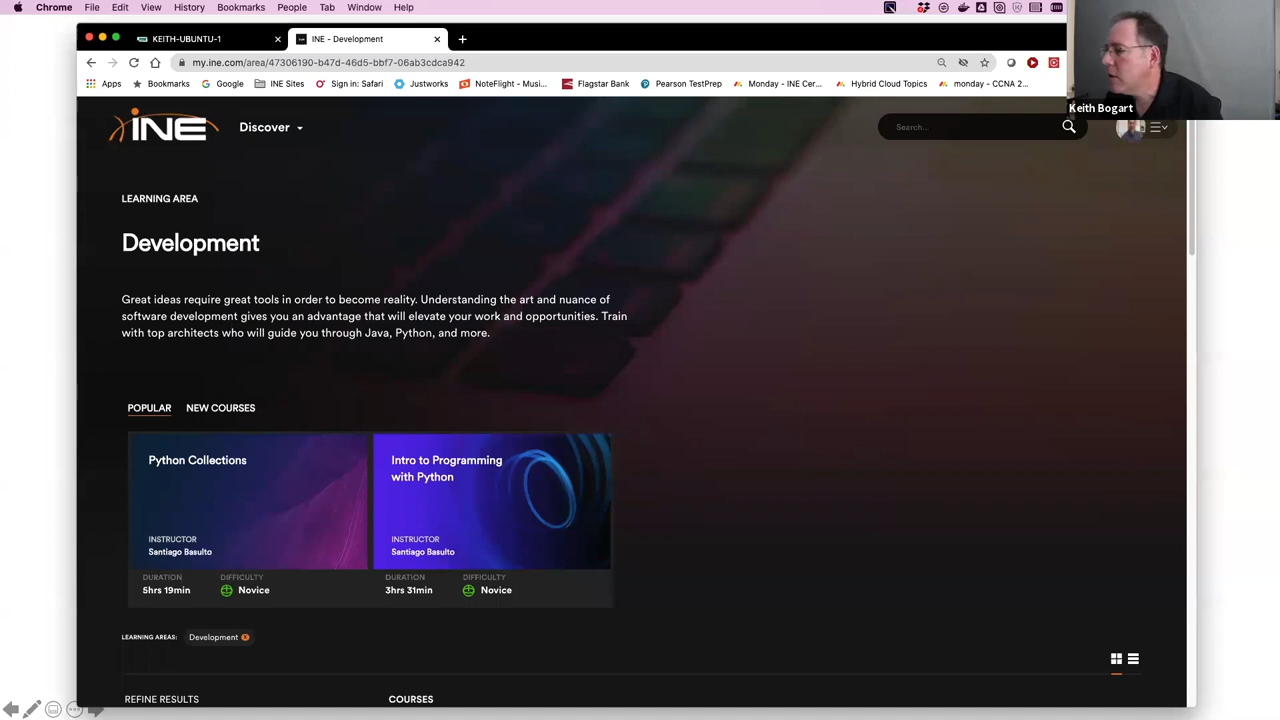 Chrome File Edit View History Bookmarks People Tab Window Help
KEITH-UBUNTU-1
INE - Development
my.ine.com/area/47306190-b47d-46d5-bbf7-06ab3cdca942
Apps Bookmarks Google INE Sites Sign in: Safari Justworks NoteFlight - Musi... Flagstar Bank Pearson TestPrep Monday - INE Cer... Hybrid Cloud Topics monday - CCNA 2...
Keith Bogart
INE Discover Search...
LEARNING AREA
Development
Great ideas require great tools in order to become reality. Understanding the art and nuance of
software development gives you an advantage that will elevate your work and opportunities. Train
with top architects who will guide you through Java, Python, and more.
POPULAR NEW COURSES
Python Collections
INSTRUCTOR
Santiago Basulto
DURATION DIFFICULTY
5hrs 19min Novice
Intro to Programming
with Python
INSTRUCTOR
Santiago Basulto
DURATION DIFFICULTY
3hrs 31min Novice
LEARNING AREAS: Development x
REFINE RESULTS COURSES